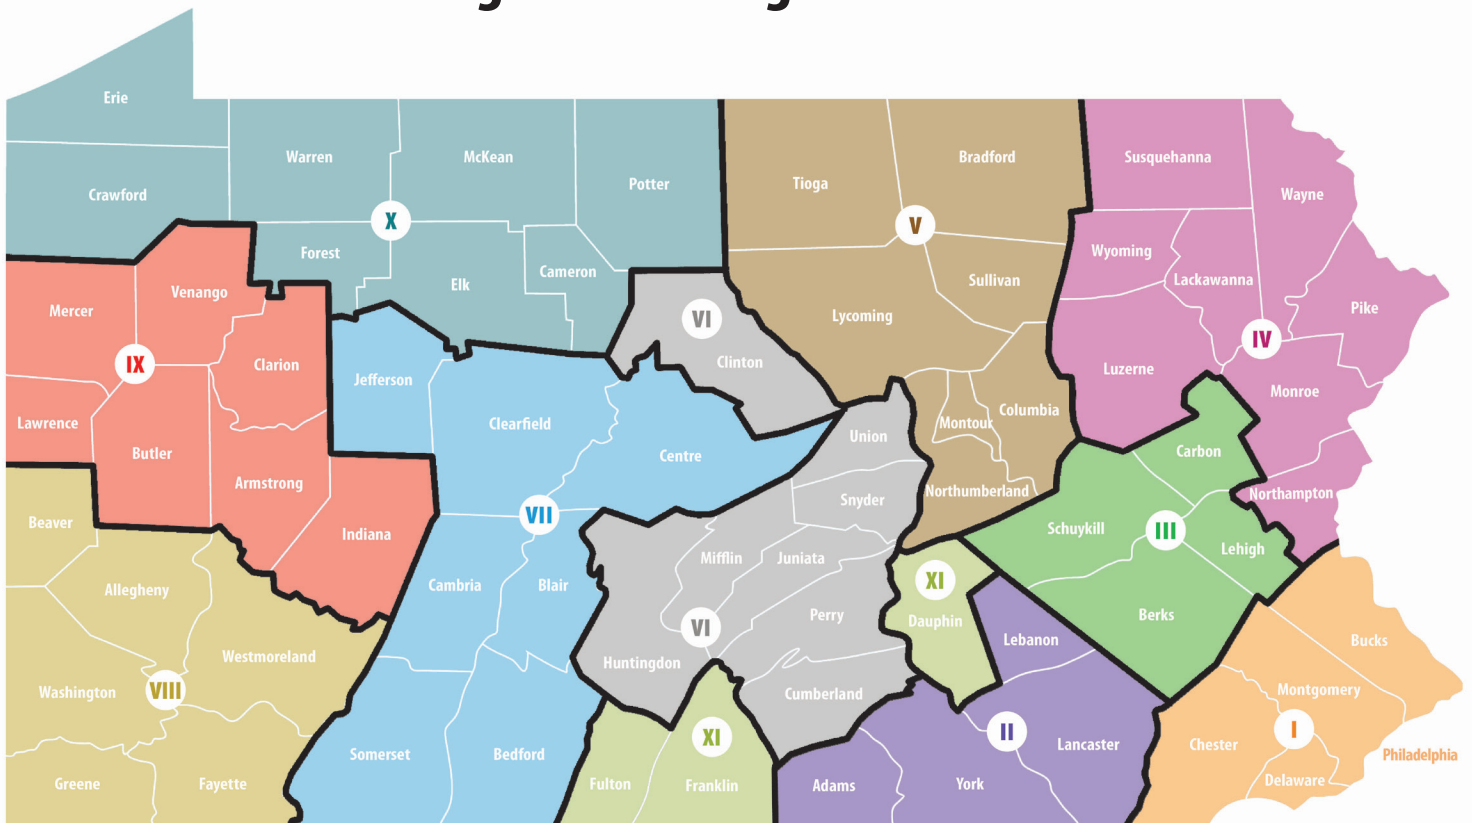 Erie
Warren
McKean
Potter
Crawford
X
Forest
Elk
Cameron
Tioga
Bradford
V
Sullivan
Lycoming
Montour
Columbia
Northumberland
Susquehanna
Wayne
Wyoming
Lackawanna
Pike
IV
Luzerne
Monroe
Northampton
Mercer
Venango
IX
Clarion
Lawrence
Butler
Armstrong
Indiana
Jefferson
Clearfield
Centre
VII
Cambria
Blair
Somerset
Bedford
VI
Clinton
Union
Snyder
Mifflin
Juniata
Perry
VI
Huntingdon
Cumberland
Carbon
Schuykill
III
Lehigh
Berks
Beaver
Allegheny
Westmoreland
Washington
VIII
Greene
Fayette
XI
Dauphin
XI
Fulton
Franklin
Lebanon
II
Lancaster
Adams
York
Bucks
Montgomery
Chester
I
Delaware
Philadelphia